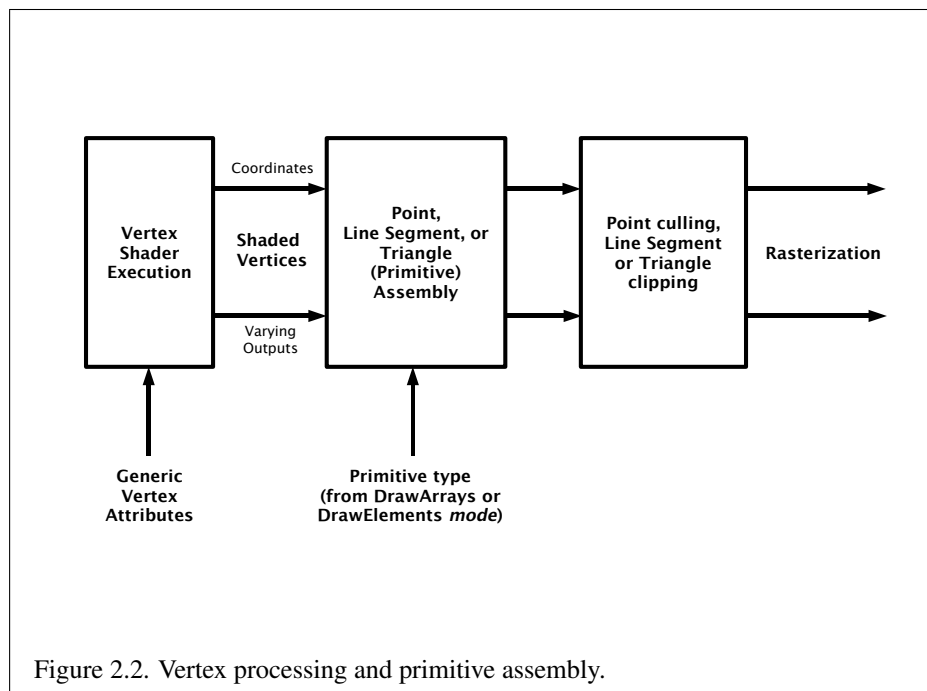 Coordinates
Vertex
Shader
Execution
Shaded
Vertices
Varying
Outputs
Point,
Line Segment, or
Triangle
(Primitive)
Assembly
Point culling,
Line Segment
or Triangle
clipping
Rasterization
Generic
Vertex
Attributes
Primitive type
(from DrawArrays or
DrawElements mode)
Figure 2.2. Vertex processing and primitive assembly.